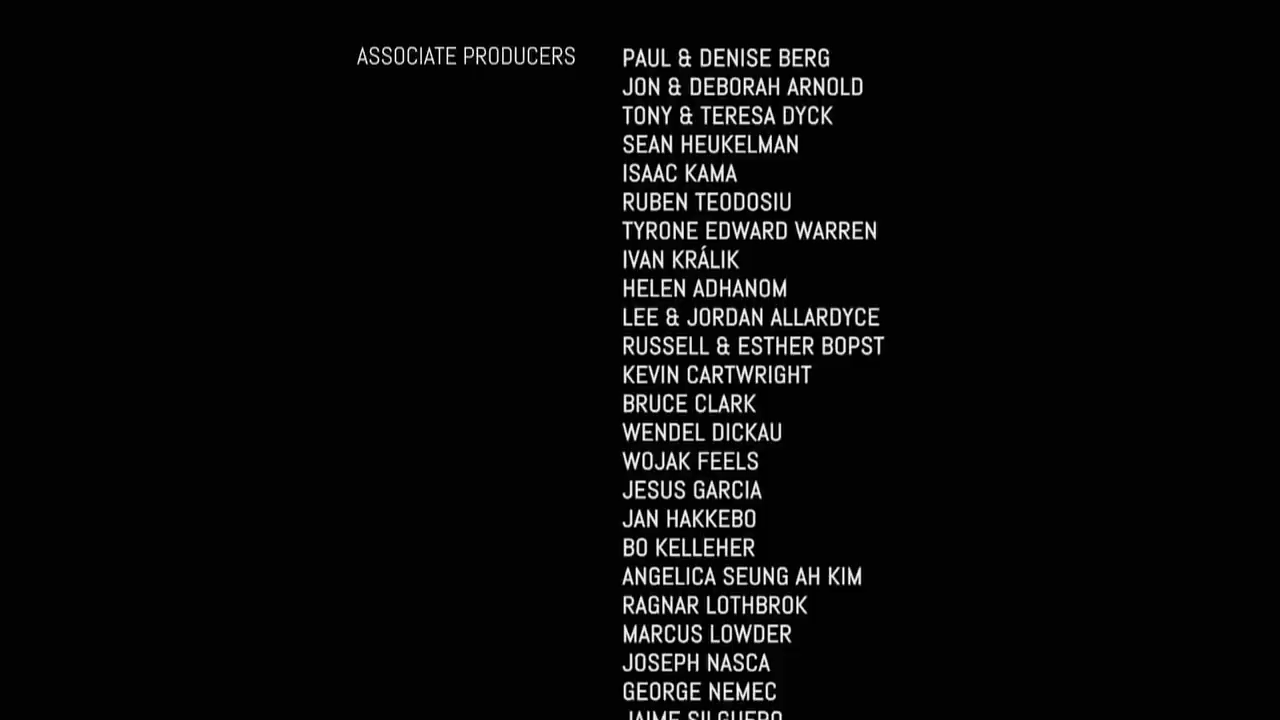 ASSOCIATE PRODUCERS PAUL & DENISE BERG
JON & DEBORAH ARNOLD
TONY & TERESA DYCK
SEAN HEUKELMAN
ISAAC KAMA
RUBEN TEODOSIU
TYRONE EDWARD WARREN
IVAN KRÁLIK
HELEN ADHANOM
LEE & JORDAN ALLARDYCE
RUSSELL & ESTHER BOPST
KEVIN CARTWRIGHT
BRUCE CLARK
WENDEL DICKAU
WOJAK FEELS
JESUS GARCIA
JAN HAKKEBO
BO KELLEHER
ANGELICA SEUNG AH KIM
RAGNAR LOTHBROK
MARCUS LOWDER
JOSEPH NASCA
GEORGE NEMEC
JAIME SILGUERO